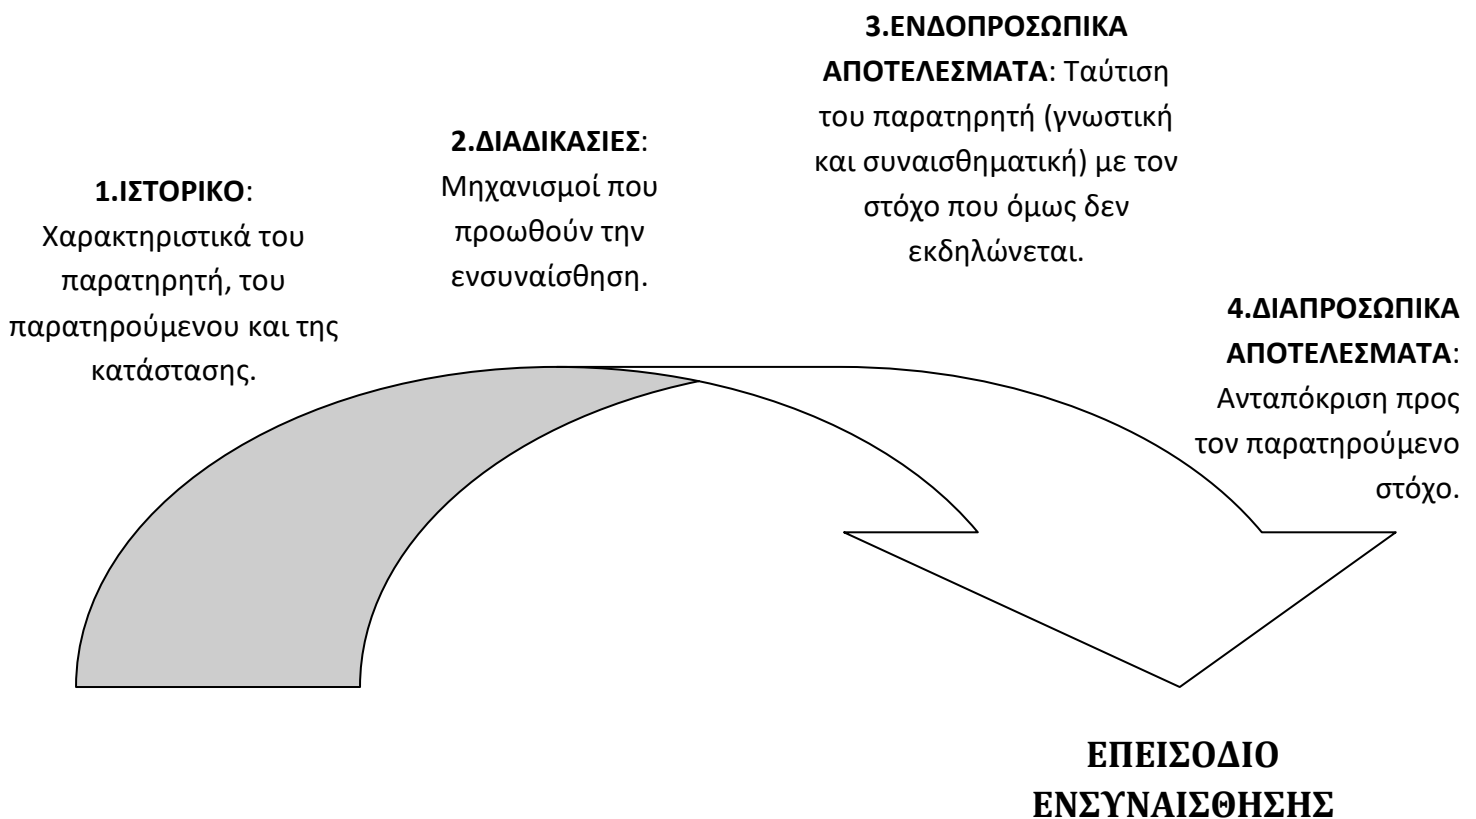 1.ΙΣΤΟΡΙΚΟ:
Χαρακτηριστικά του
παρατηρητή, του
παρατηρούμενου και της
κατάστασης.
2.ΔΙΑΔΙΚΑΣΙΕΣ:
Μηχανισμοί που
προωθούν την
ενσυναίσθηση.
3.ΕΝΔΟΠΡΟΣΩΠΙΚΑ
ΑΠΟΤΕΛΕΣΜΑΤΑ: Ταύτιση
του παρατηρητή (γνωστική
και συναισθηματική) με τον
στόχο που όμως δεν
εκδηλώνεται.
4.ΔΙΑΠΡΟΣΩΠΙΚΑ
ΑΠΟΤΕΛΕΣΜΑΤΑ:
Ανταπόκριση προς
τον παρατηρούμενο
στόχο.
ΕΠΕΙΣΟΔΙΟ
ΕΝΣΥΝΑΙΣΘΗΣΗΣ